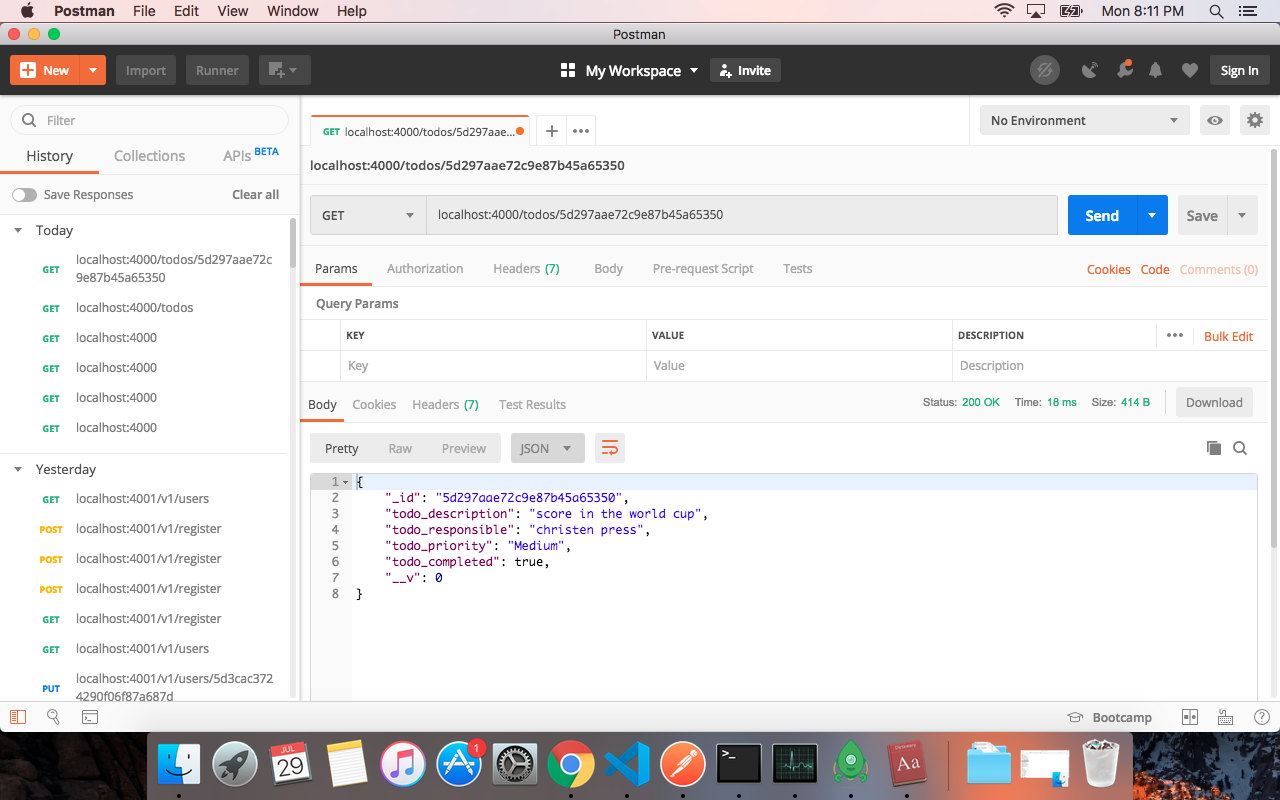 Postman File Edit View Window Help Mon 8:11 PM
Postman
New Import Runner My Workspace Invite Sign In
Filter
History Collections APIs BETA
Save Responses Clear all
Today
GET localhost:4000/todos/5d297aae72c
9e87b45a65350
GET localhost:4000/todos
GET localhost:4000
GET localhost:4000
GET localhost:4000
GET localhost:4000
Yesterday
GET localhost:4001/v1/users
POST localhost:4001/v1/register
POST localhost:4001/v1/register
POST localhost:4001/v1/register
GET localhost:4001/v1/register
GET localhost:4001/v1/users
PUT localhost:4001/v1/users/5d3cac372
4290f06f87a687d
GET localhost:4000/todos/5d297aae... + •••
No Environment
localhost:4000/todos/5d297aae72c9e87b45a65350
GET localhost:4000/todos/5d297aae72c9e87b45a65350 Send Save
Params Authorization Headers (7) Body Pre-request Script Tests Cookies Code Comments (0)
Query Params
KEY VALUE DESCRIPTION ••• Bulk Edit
Key Value Description
Body Cookies Headers (7) Test Results Status: 200 OK Time: 18 ms Size: 414 B Download
Pretty Raw Preview JSON
1 {
2 "_id": "5d297aae72c9e87b45a65350",
3 "todo_description": "score in the world cup",
4 "todo_responsible": "christen press",
5 "todo_priority": "Medium",
6 "todo_completed": true,
7 "__v": 0
8 }
Bootcamp ?
JUL
29
1
>_
Dictionary
Aa